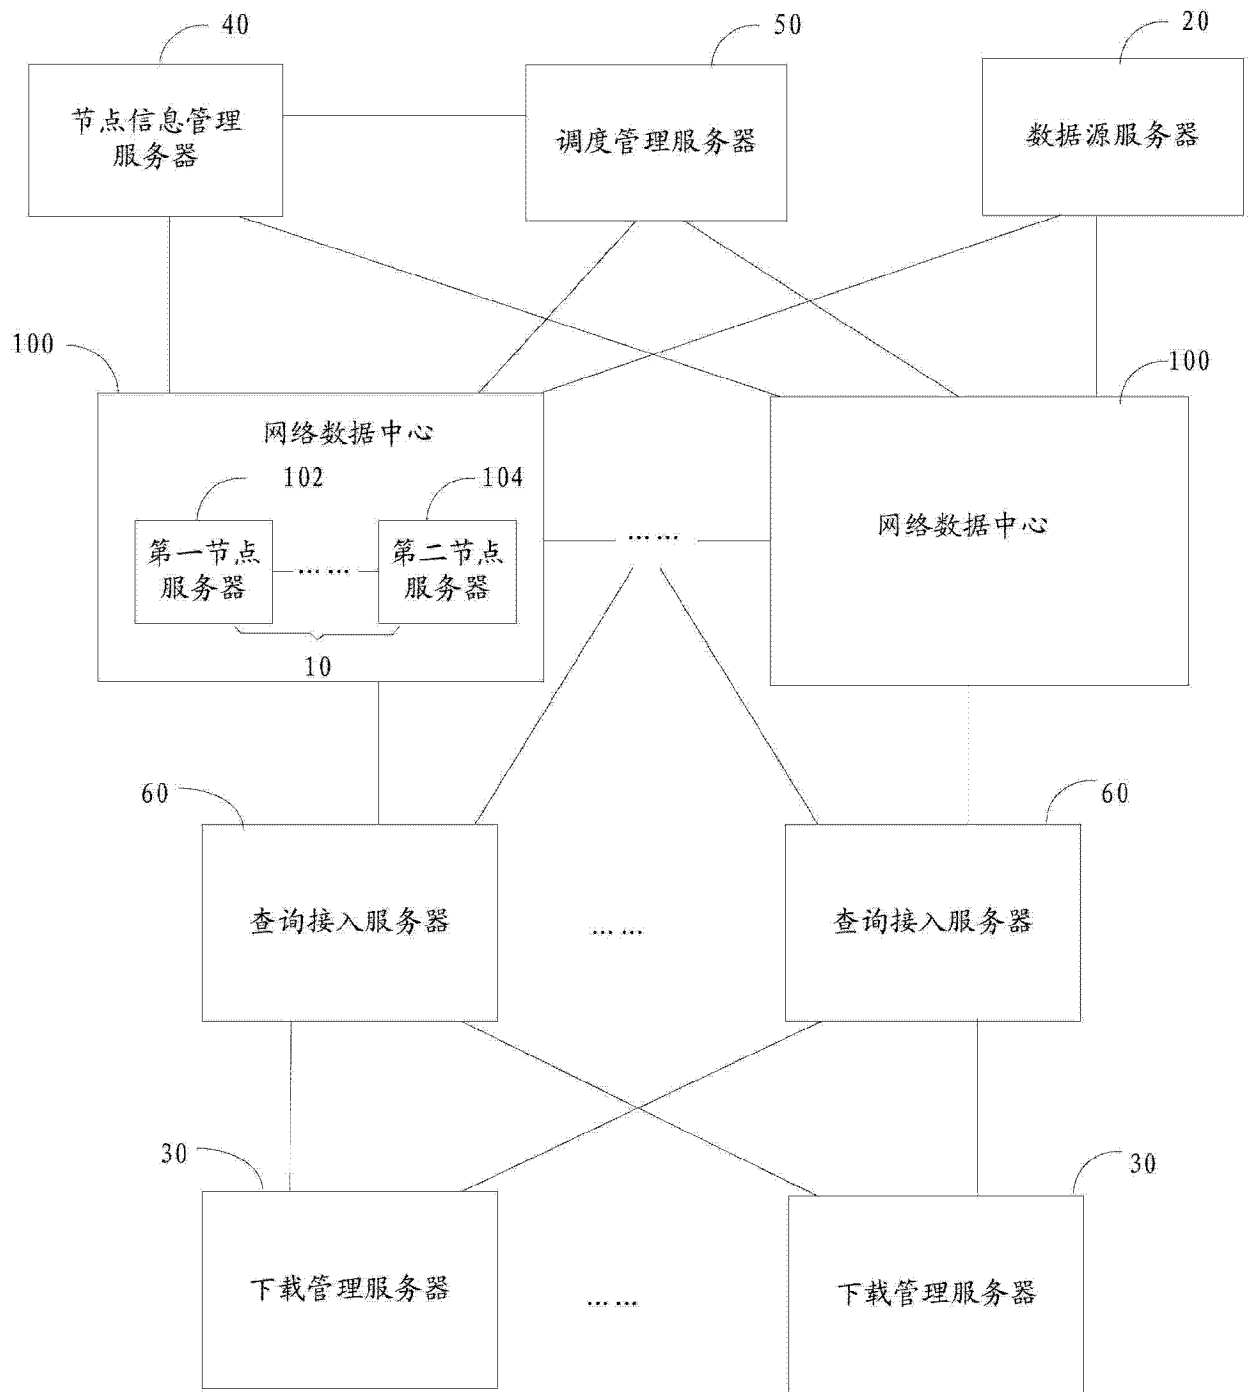 40
50
20
节点信息管理
服务器
调度管理服务器
数据源服务器
100
100
网络数据中心
102
104
第一节点
服务器
……
第二节点
服务器
……
网络数据中心
10
60
60
查询接入服务器
……
查询接入服务器
30
30
下载管理服务器
……
下载管理服务器